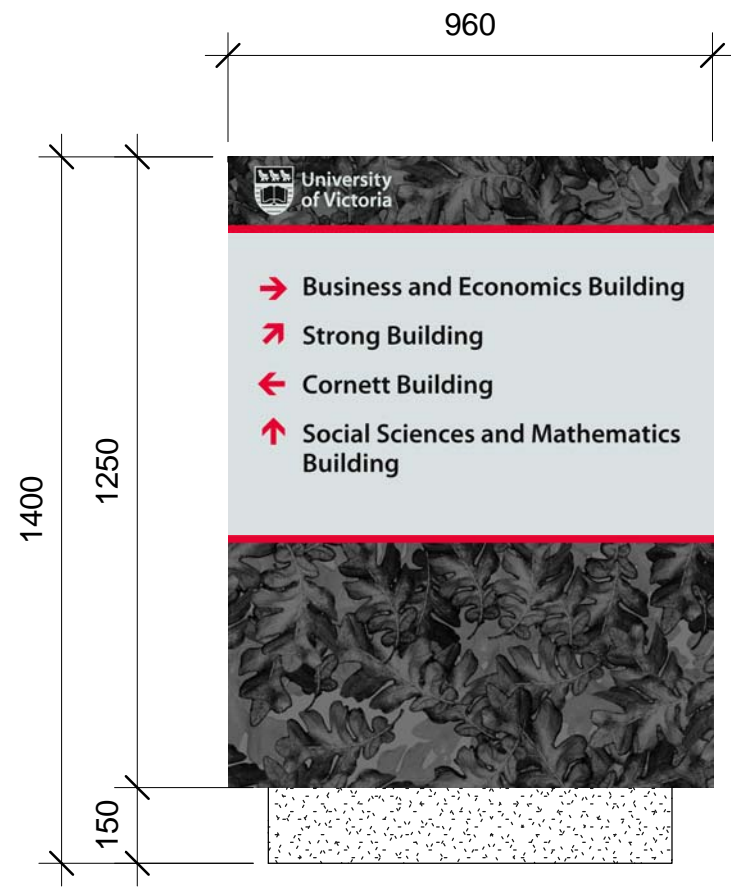 960
University
of Victoria
Business and Economics Building
Strong Building
Cornett Building
Social Sciences and Mathematics
Building
1400
1250
150